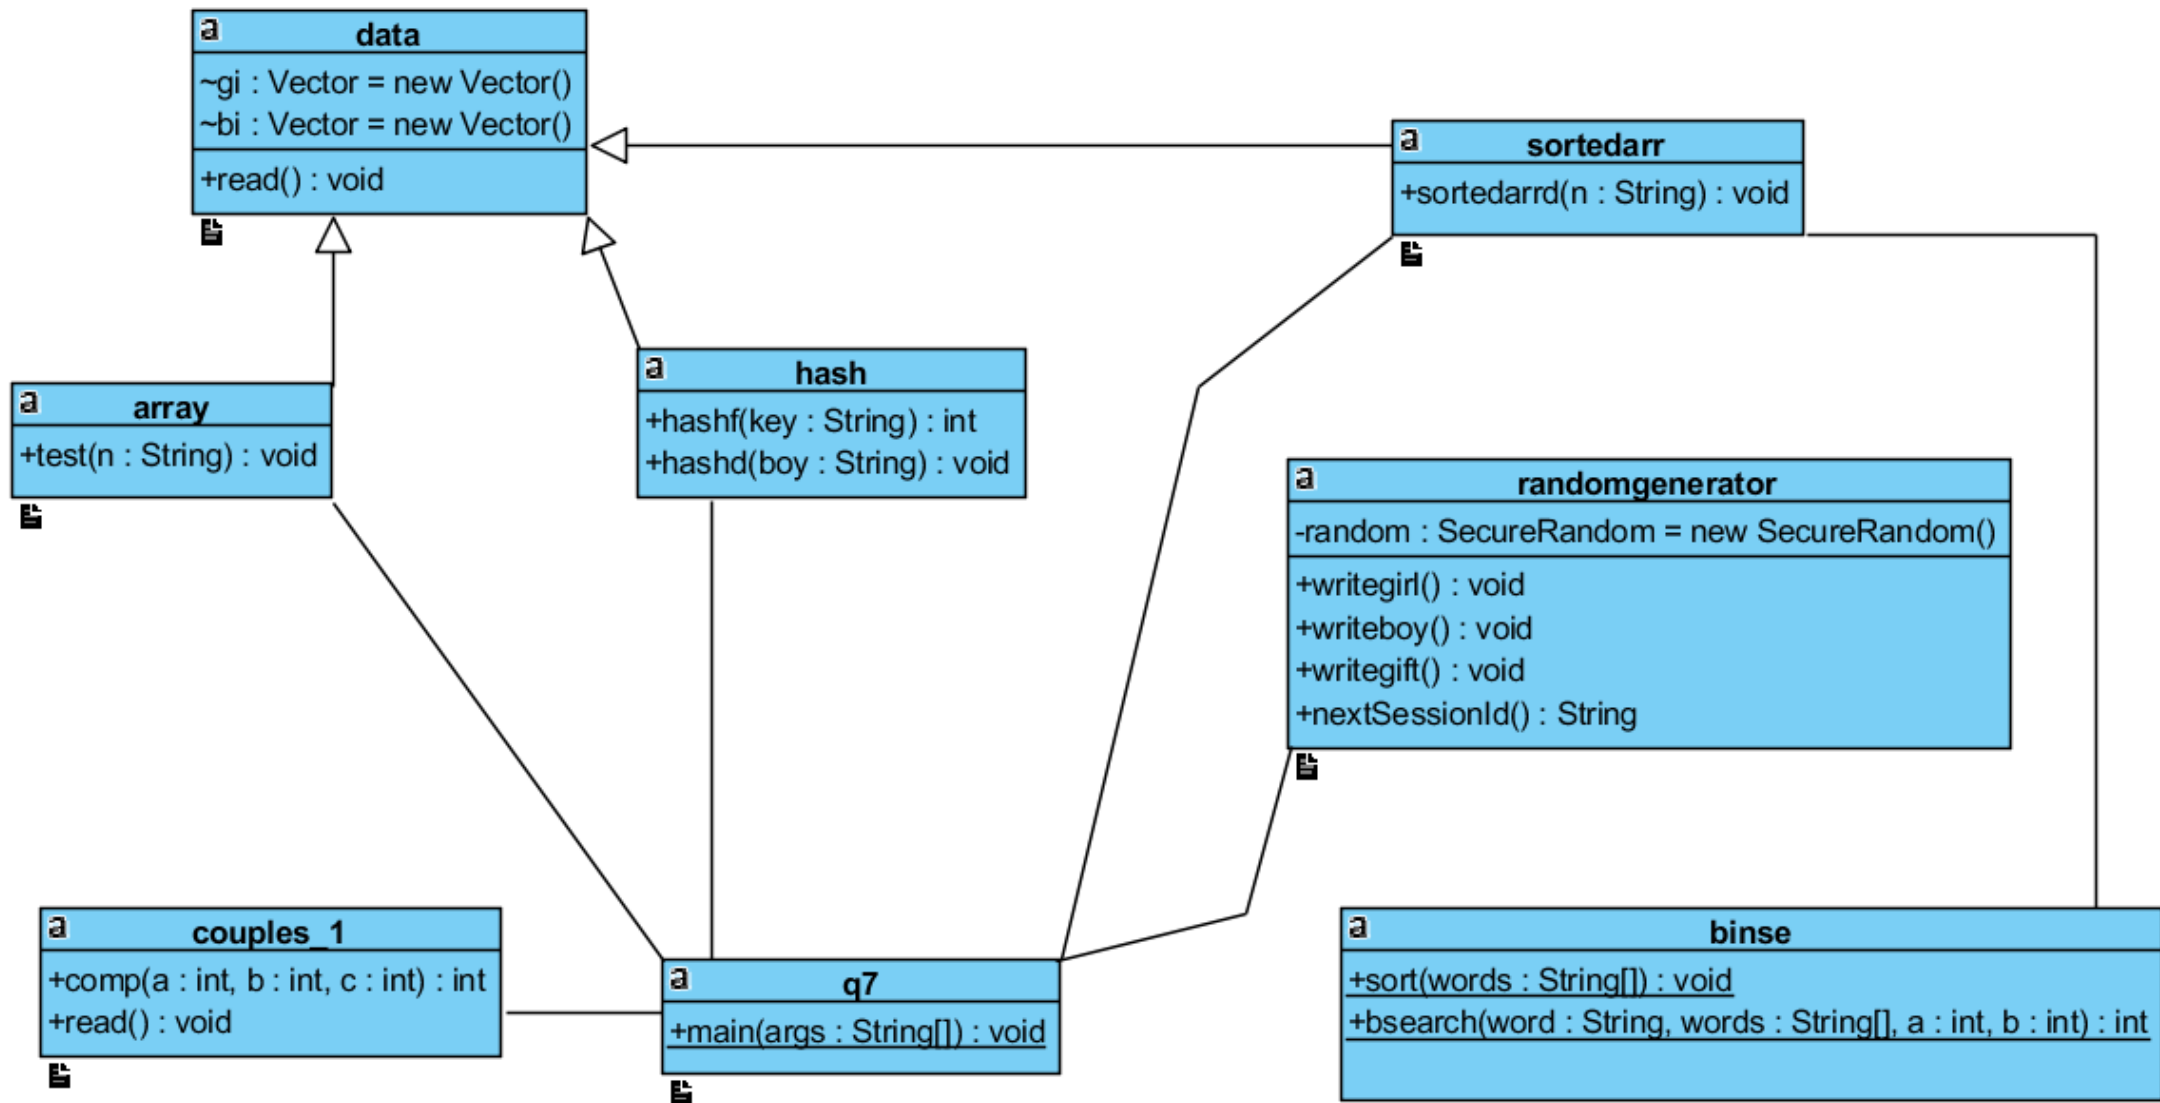 a
data
~gi : Vector = new Vector()
~bi : Vector = new Vector()
+read() : void
a
sortedarr
+sortedarrd(n : String) : void
a
hash
+hashf(key : String) : int
+hashd(boy : String) : void
a
array
+test(n : String) : void
a
randomgenerator
-random : SecureRandom = new SecureRandom()
+writegirl() : void
+writeboy() : void
+writegift() : void
+nextSessionId() : String
a
couples_1
+comp(a : int, b : int, c : int) : int
+read() : void
a
q7
+main(args : String[]) : void
a
binse
+sort(words : String[]) : void
+bsearch(word : String, words : String[], a : int, b : int) : int